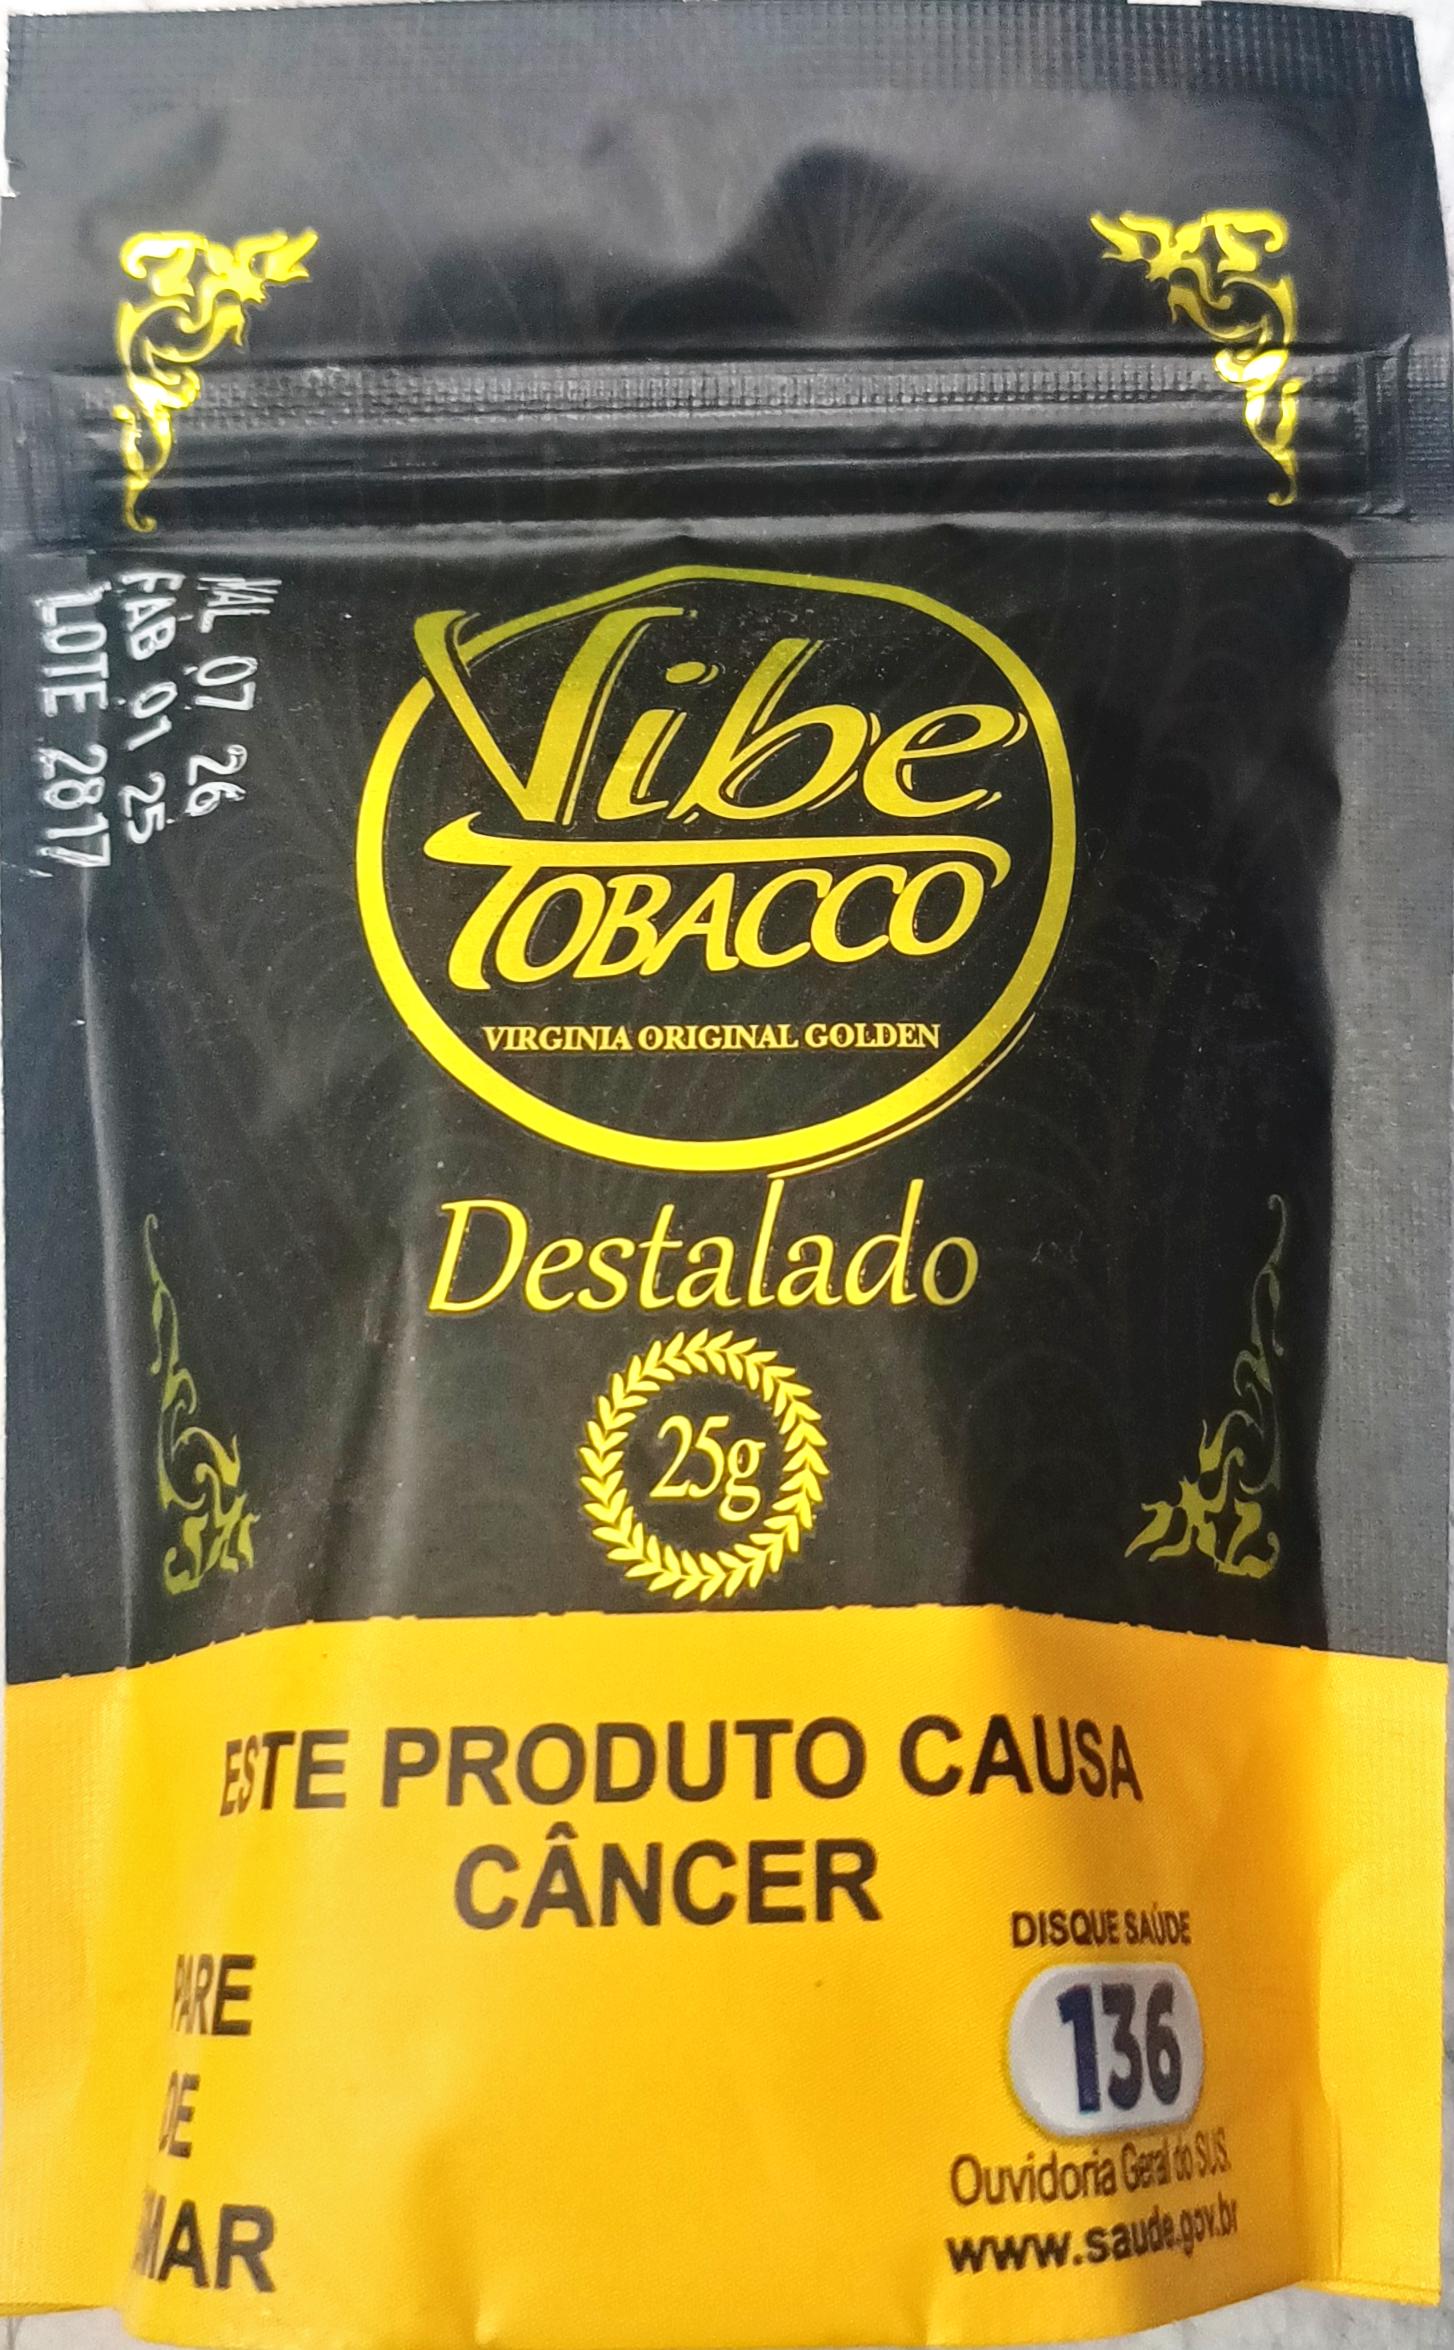 VAL 07 26
FAB 01 25
LOTE 2817
Vibe
TOBACCO
VIRGINIA ORIGINAL GOLDEN
Destalado
25g
ESTE PRODUTO CAUSA
CÂNCER
PARE
DE
DISQUE SAÚDE
136
Ouvidoria Geral do SUS.
www.saude.gov.br